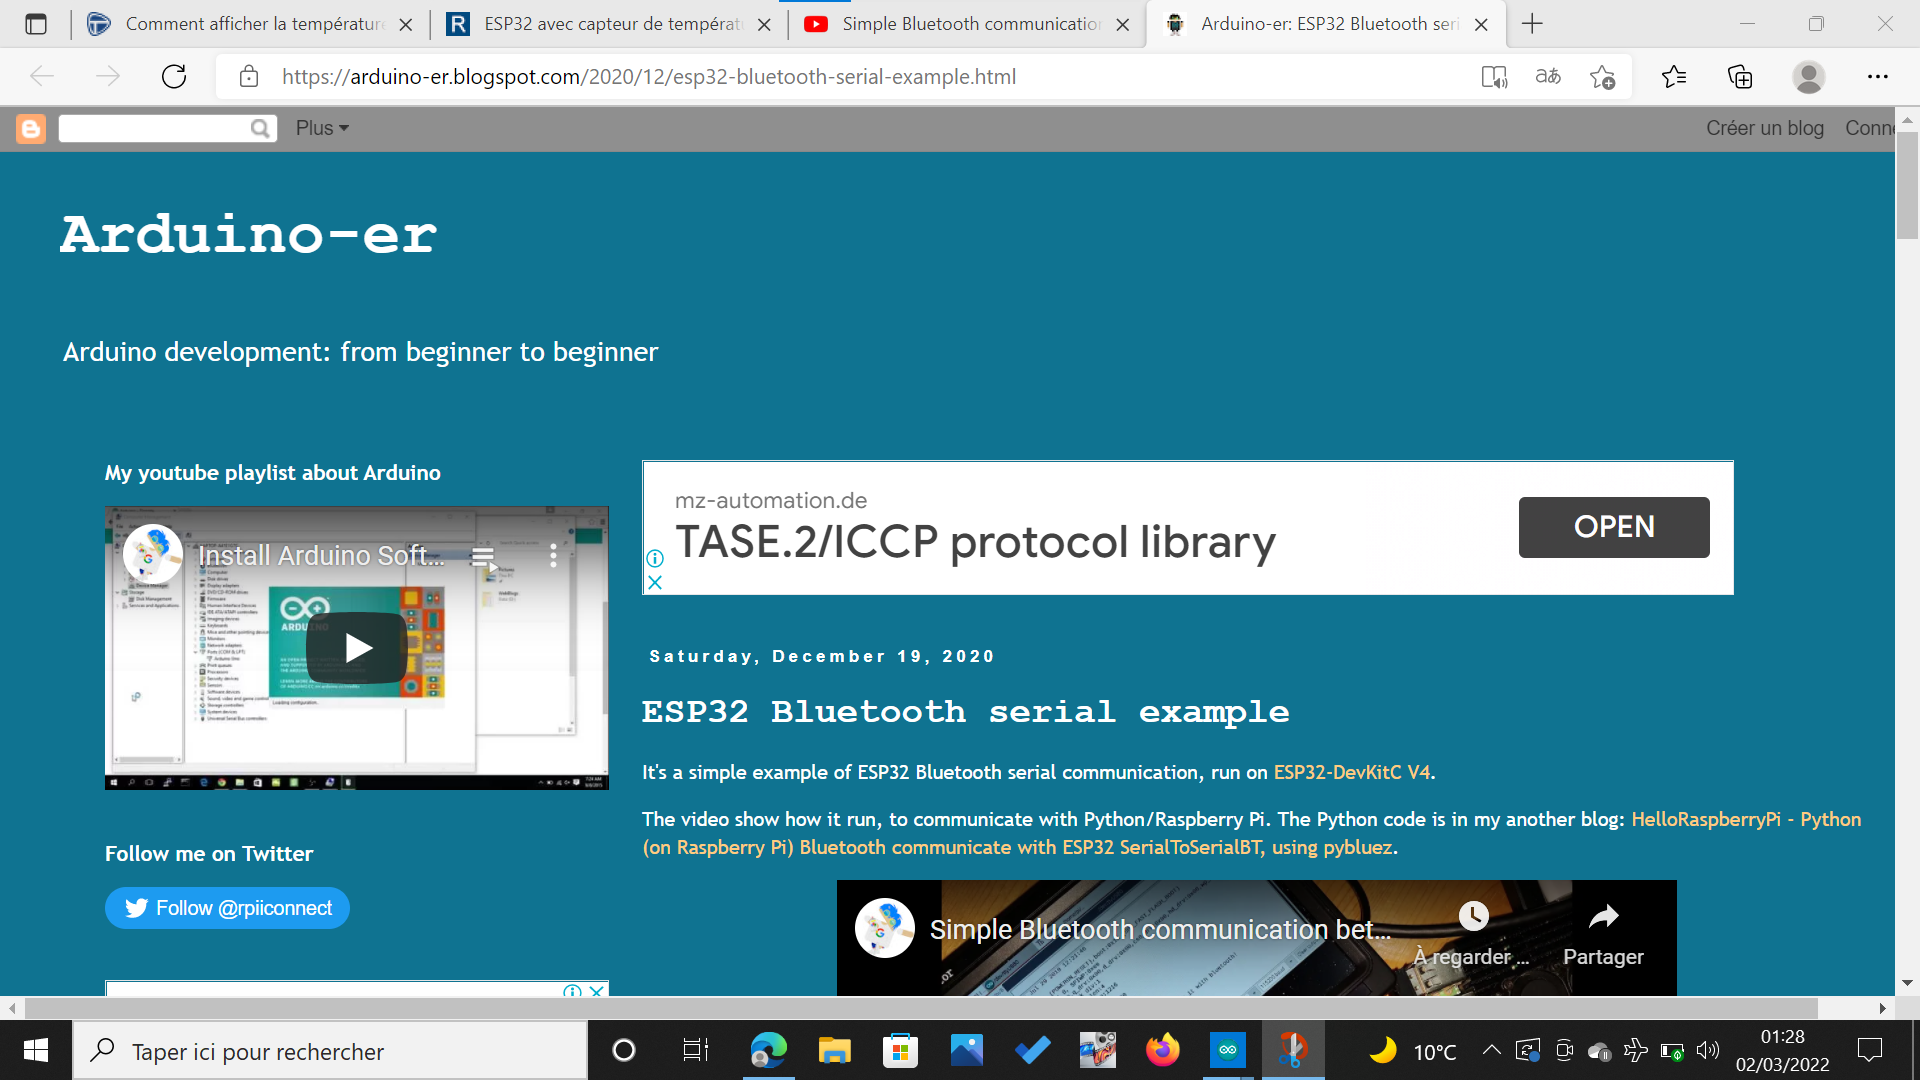 Comment afficher la température
ESP32 avec capteur de températu
Simple Bluetooth communication
Arduino-er: ESP32 Bluetooth seri
https://arduino-er.blogspot.com/2020/12/esp32-bluetooth-serial-example.html
Plus
Créer un blog
Conne
Arduino-er
Arduino development: from beginner to beginner
My youtube playlist about Arduino
Install Arduino Soft...
mz-automation.de
TASE.2/ICCP protocol library
OPEN
Saturday, December 19, 2020
ESP32 Bluetooth serial example
It's a simple example of ESP32 Bluetooth serial communication, run on ESP32-DevKitC V4.
The video show how it run, to communicate with Python/Raspberry Pi. The Python code is in my another blog: HelloRaspberryPi - Python
(on Raspberry Pi) Bluetooth communicate with ESP32 SerialToSerialBT, using pybluez.
Follow me on Twitter
Follow @rpiiconnect
Simple Bluetooth communication bet...
À regarder ...
Partager
Taper ici pour rechercher
10°C
01:28
02/03/2022